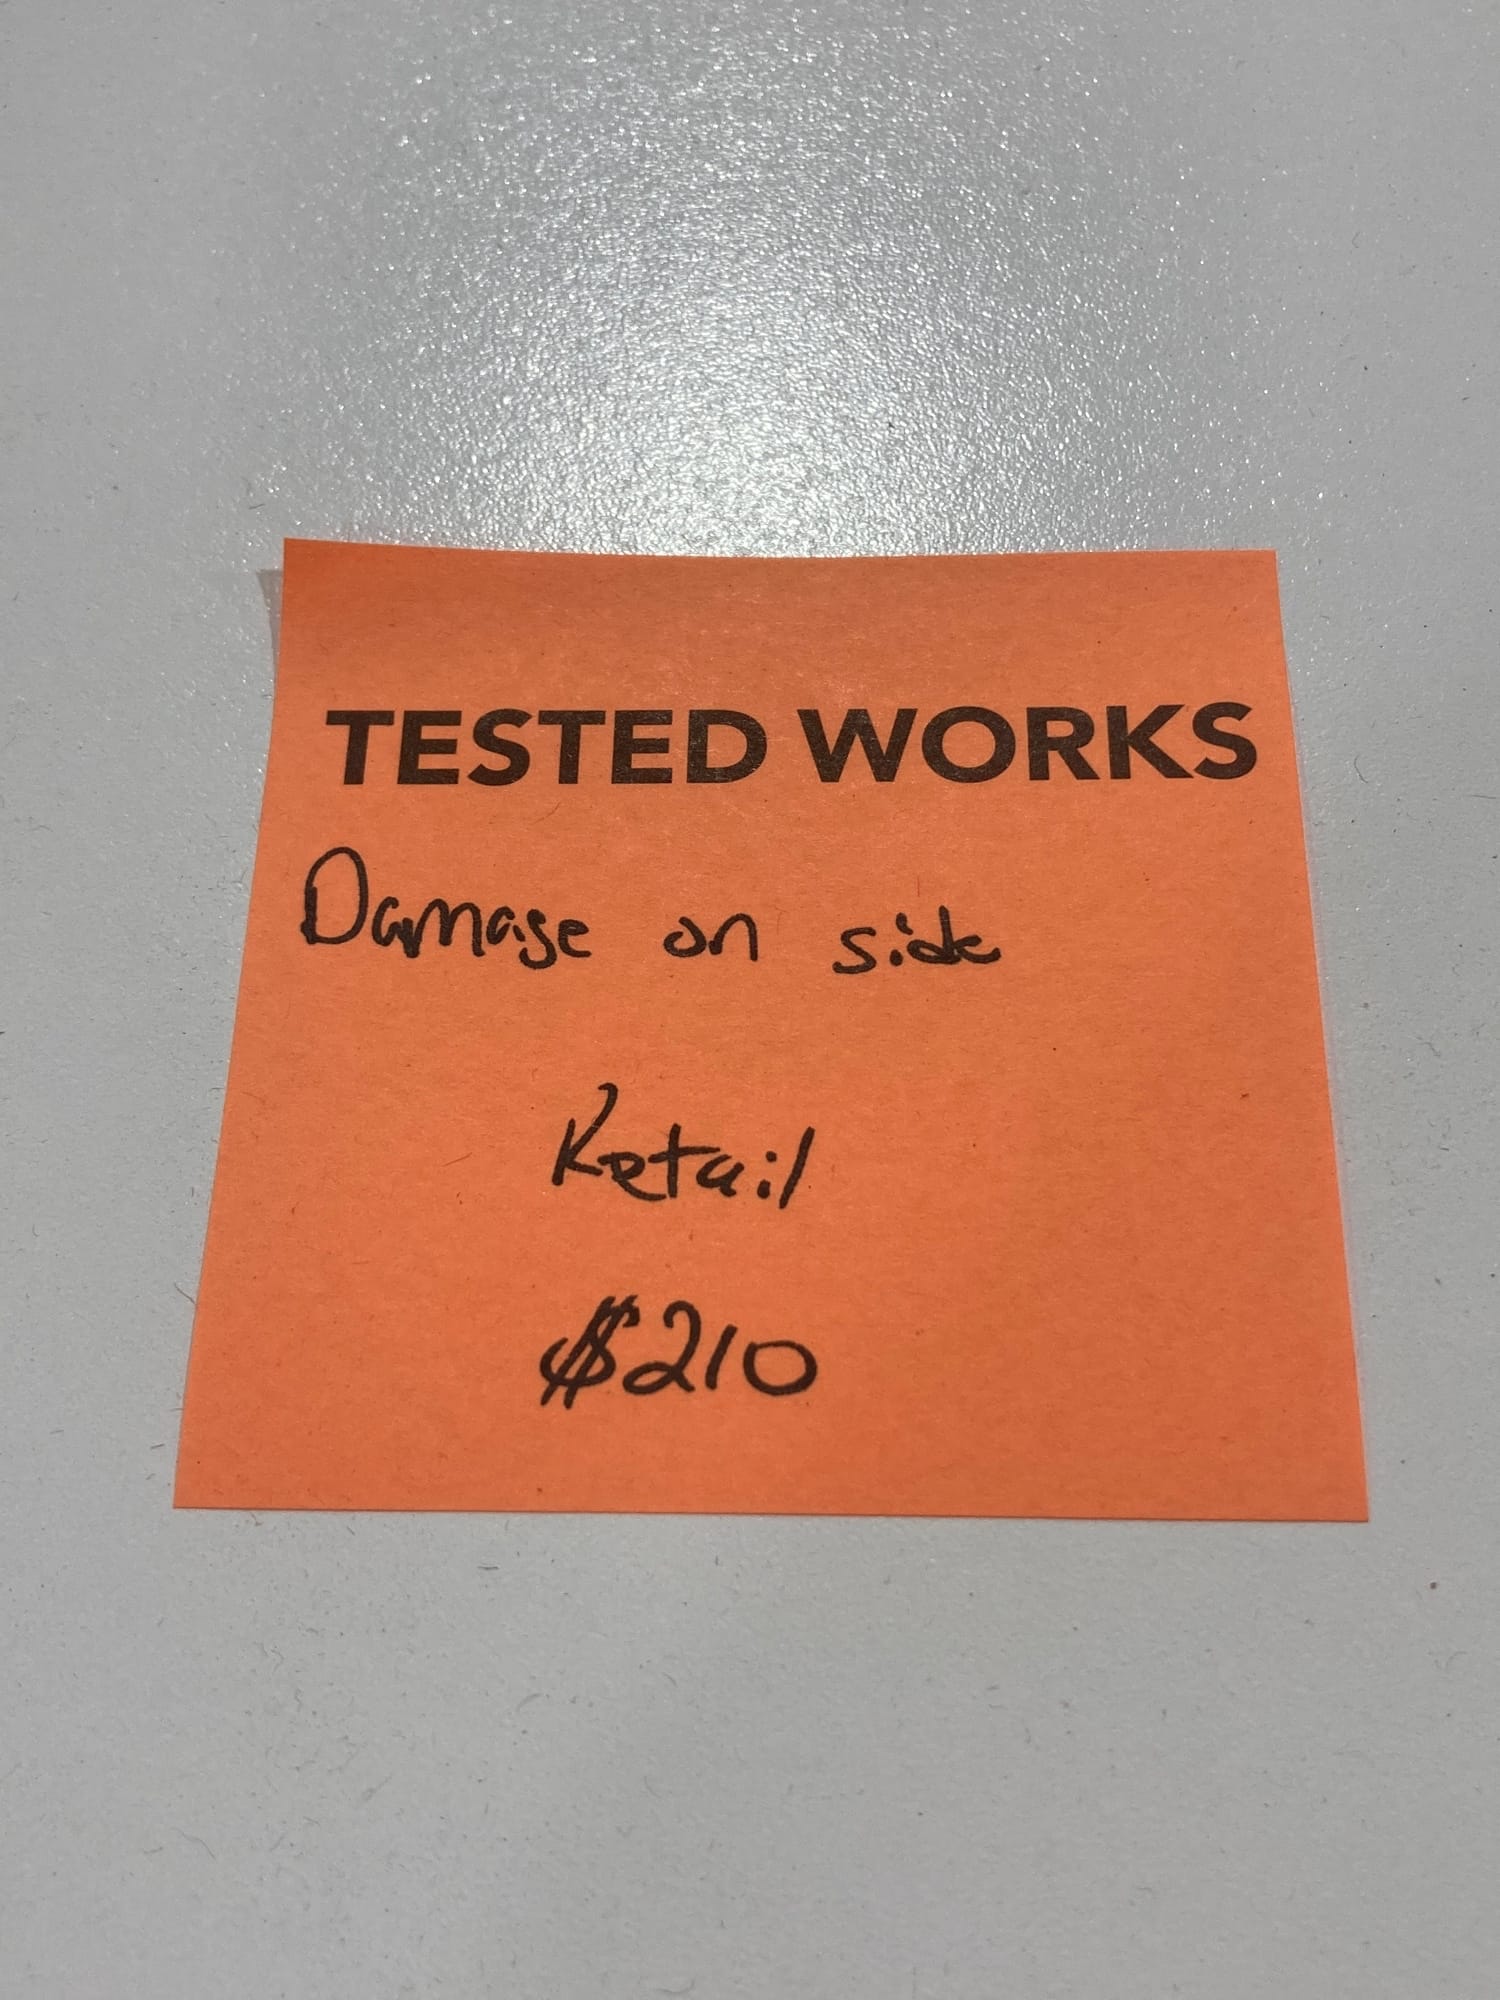 TESTED WORKS
Damage on side
Retail
$210